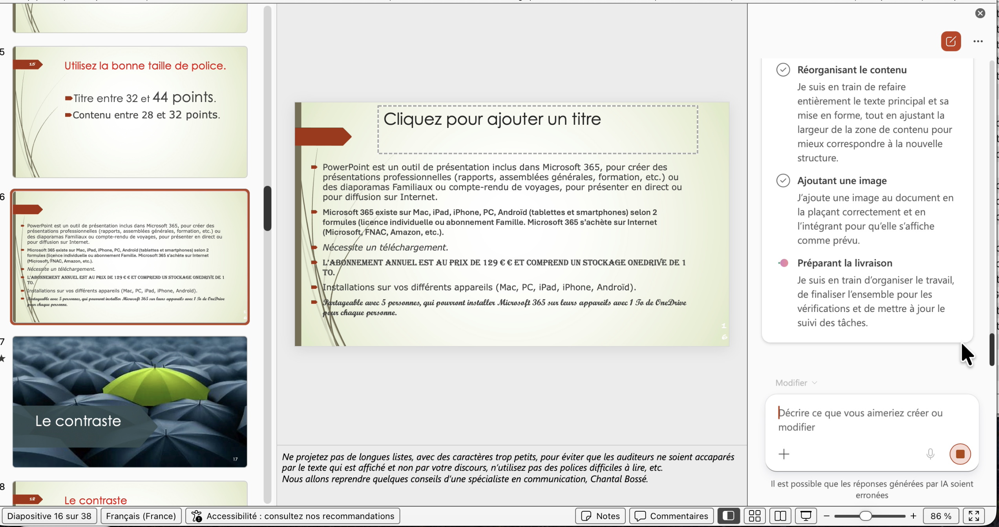 5
15
Utilisez la bonne taille de police.
Titre entre 32 et 44 points.
Contenu entre 28 et 32 points.
6
PowerPoint est un outil de présentation inclus dans Microsoft 365, pour créer des
présentations professionnelles (rapports, assemblées générales, formation, etc.) ou
des diaporamas Familiaux ou compte-rendu de voyages, pour présenter en direct ou
pour diffusion sur Internet.
Microsoft 365 existe sur Mac, iPad, iPhone, PC, Androïd (tablettes et smartphones) selon 2
formules (licence individuelle ou abonnement Famille. Microsoft 365 s’achète sur Internet
(Microsoft, FNAC, Amazon, etc.).
Nécessite un téléchargement.
L’ABONNEMENT ANNUEL EST AU PRIX DE 129 € € ET COMPREND UN STOCKAGE ONEDRIVE DE 1
TO.
Installations sur vos différents appareils (Mac, PC, iPad, iPhone, Androïd).
Partageable avec 5 personnes, qui pourront installer Microsoft 365 sur leurs appareils avec 1 To de OneDrive
pour chaque personne.
7
Le contraste
17
8
18
Le contraste
Cliquez pour ajouter un titre
PowerPoint est un outil de présentation inclus dans Microsoft 365, pour créer des
présentations professionnelles (rapports, assemblées générales, formation, etc.) ou
des diaporamas Familiaux ou compte-rendu de voyages, pour présenter en direct ou
pour diffusion sur Internet.
Microsoft 365 existe sur Mac, iPad, iPhone, PC, Androïd (tablettes et smartphones) selon 2
formules (licence individuelle ou abonnement Famille. Microsoft 365 s’achète sur Internet
(Microsoft, FNAC, Amazon, etc.).
Nécessite un téléchargement.
L’ABONNEMENT ANNUEL EST AU PRIX DE 129 € € ET COMPREND UN STOCKAGE ONEDRIVE DE 1
TO.
Installations sur vos différents appareils (Mac, PC, iPad, iPhone, Androïd).
Partageable avec 5 personnes, qui pourront installer Microsoft 365 sur leurs appareils avec 1 To de OneDrive
pour chaque personne.
1
6
Ne projetez pas de longues listes, avec des caractères trop petits, pour éviter que les auditeurs ne soient accaparés
par le texte qui est affiché et non par votre discours, n’utilisez pas des polices difficiles à lire, etc.
Nous allons reprendre quelques conseils d’une spécialiste en communication, Chantal Bossé.
Réorganisant le contenu
Je suis en train de refaire
entièrement le texte principal et sa
mise en forme, tout en ajustant la
largeur de la zone de contenu pour
mieux correspondre à la nouvelle
structure.
Ajoutant une image
J’ajoute une image au document en
la plaçant correctement et en
l’intégrant pour qu’elle s’affiche
comme prévu.
Préparant la livraison
Je suis en train d’organiser le travail,
de finaliser l’ensemble pour les
vérifications et de mettre à jour le
suivi des tâches.
Modifier
Décrire ce que vous aimeriez créer ou
modifier
Il est possible que les réponses générées par IA soient
erronées
Diapositive 16 sur 38
Français (France)
Accessibilité : consultez nos recommandations
Notes
Commentaires
86 %